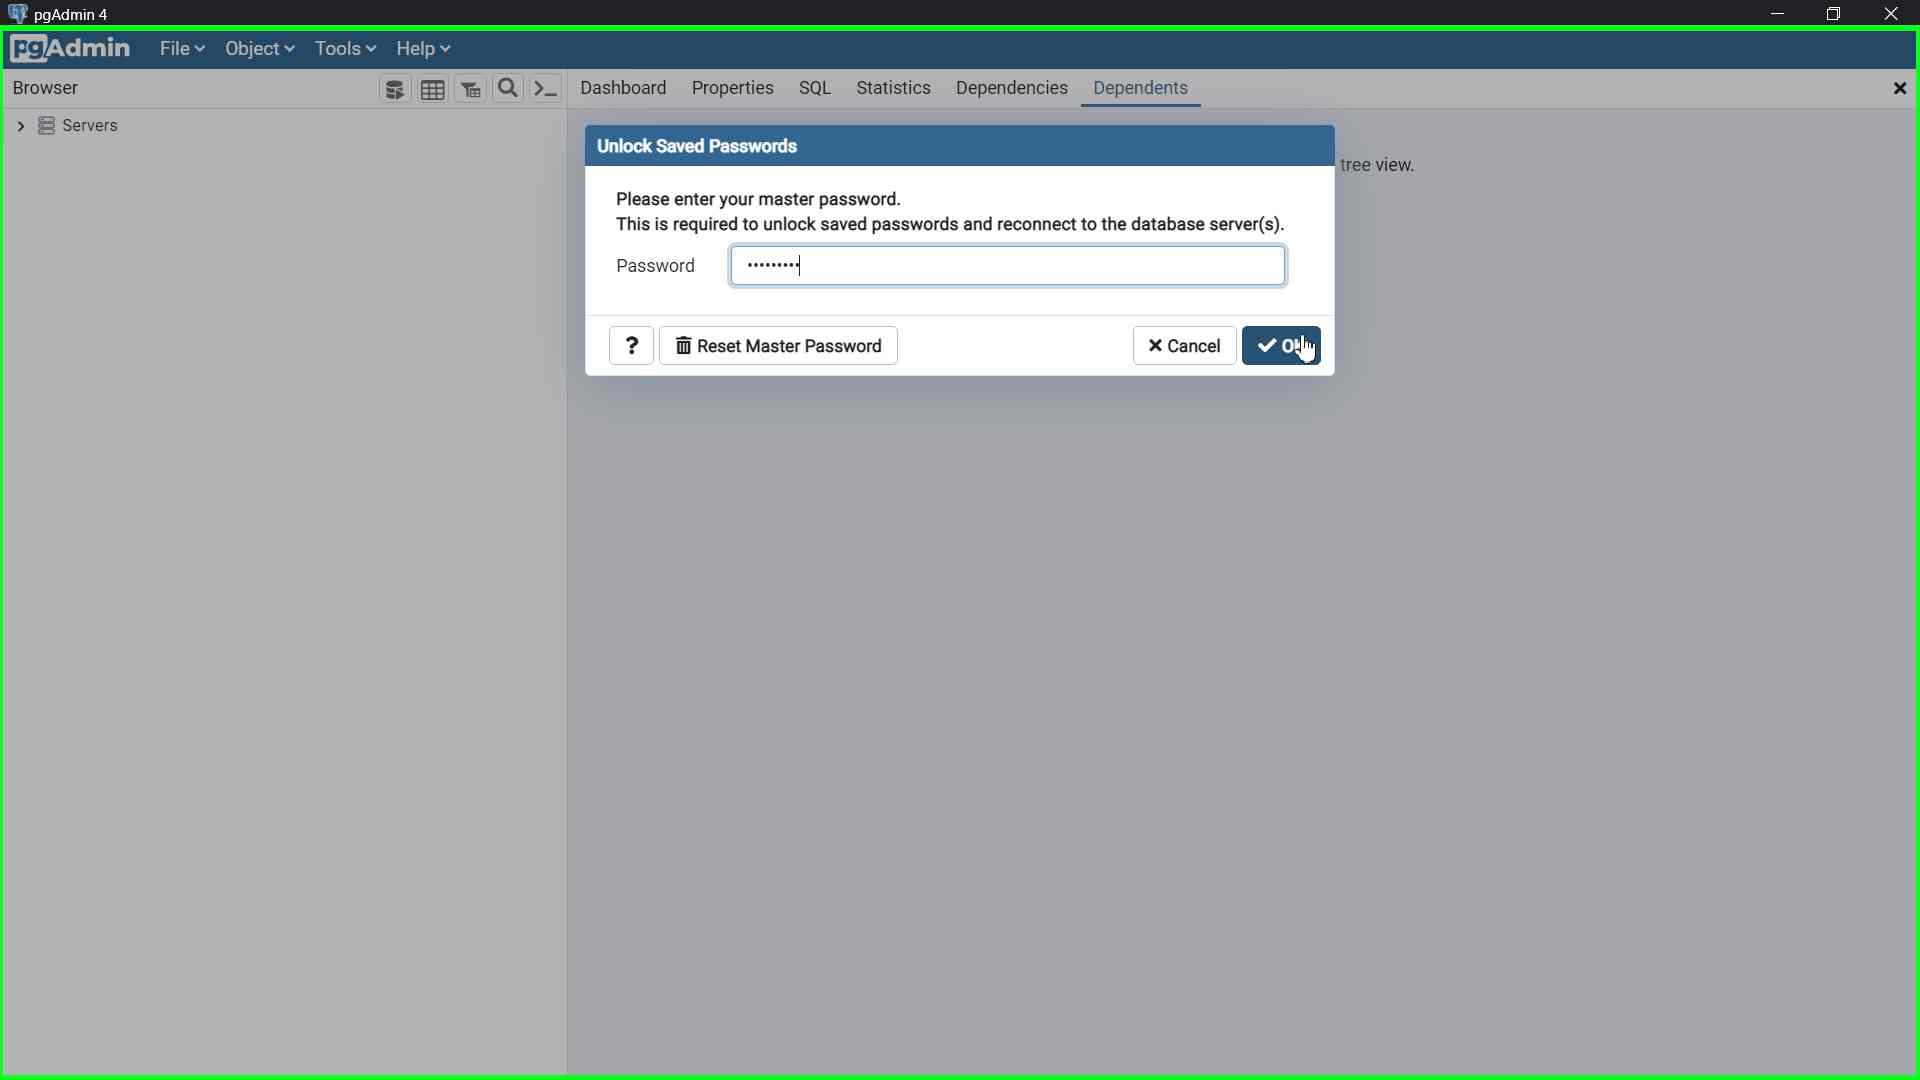 pgAdmin 4
pgAdmin File Object Tools Help
Browser
Dashboard Properties SQL Statistics Dependencies Dependents
Servers
Unlock Saved Passwords
tree view.
Please enter your master password.
This is required to unlock saved passwords and reconnect to the database server(s).
Password •••••••••
? Reset Master Password Cancel